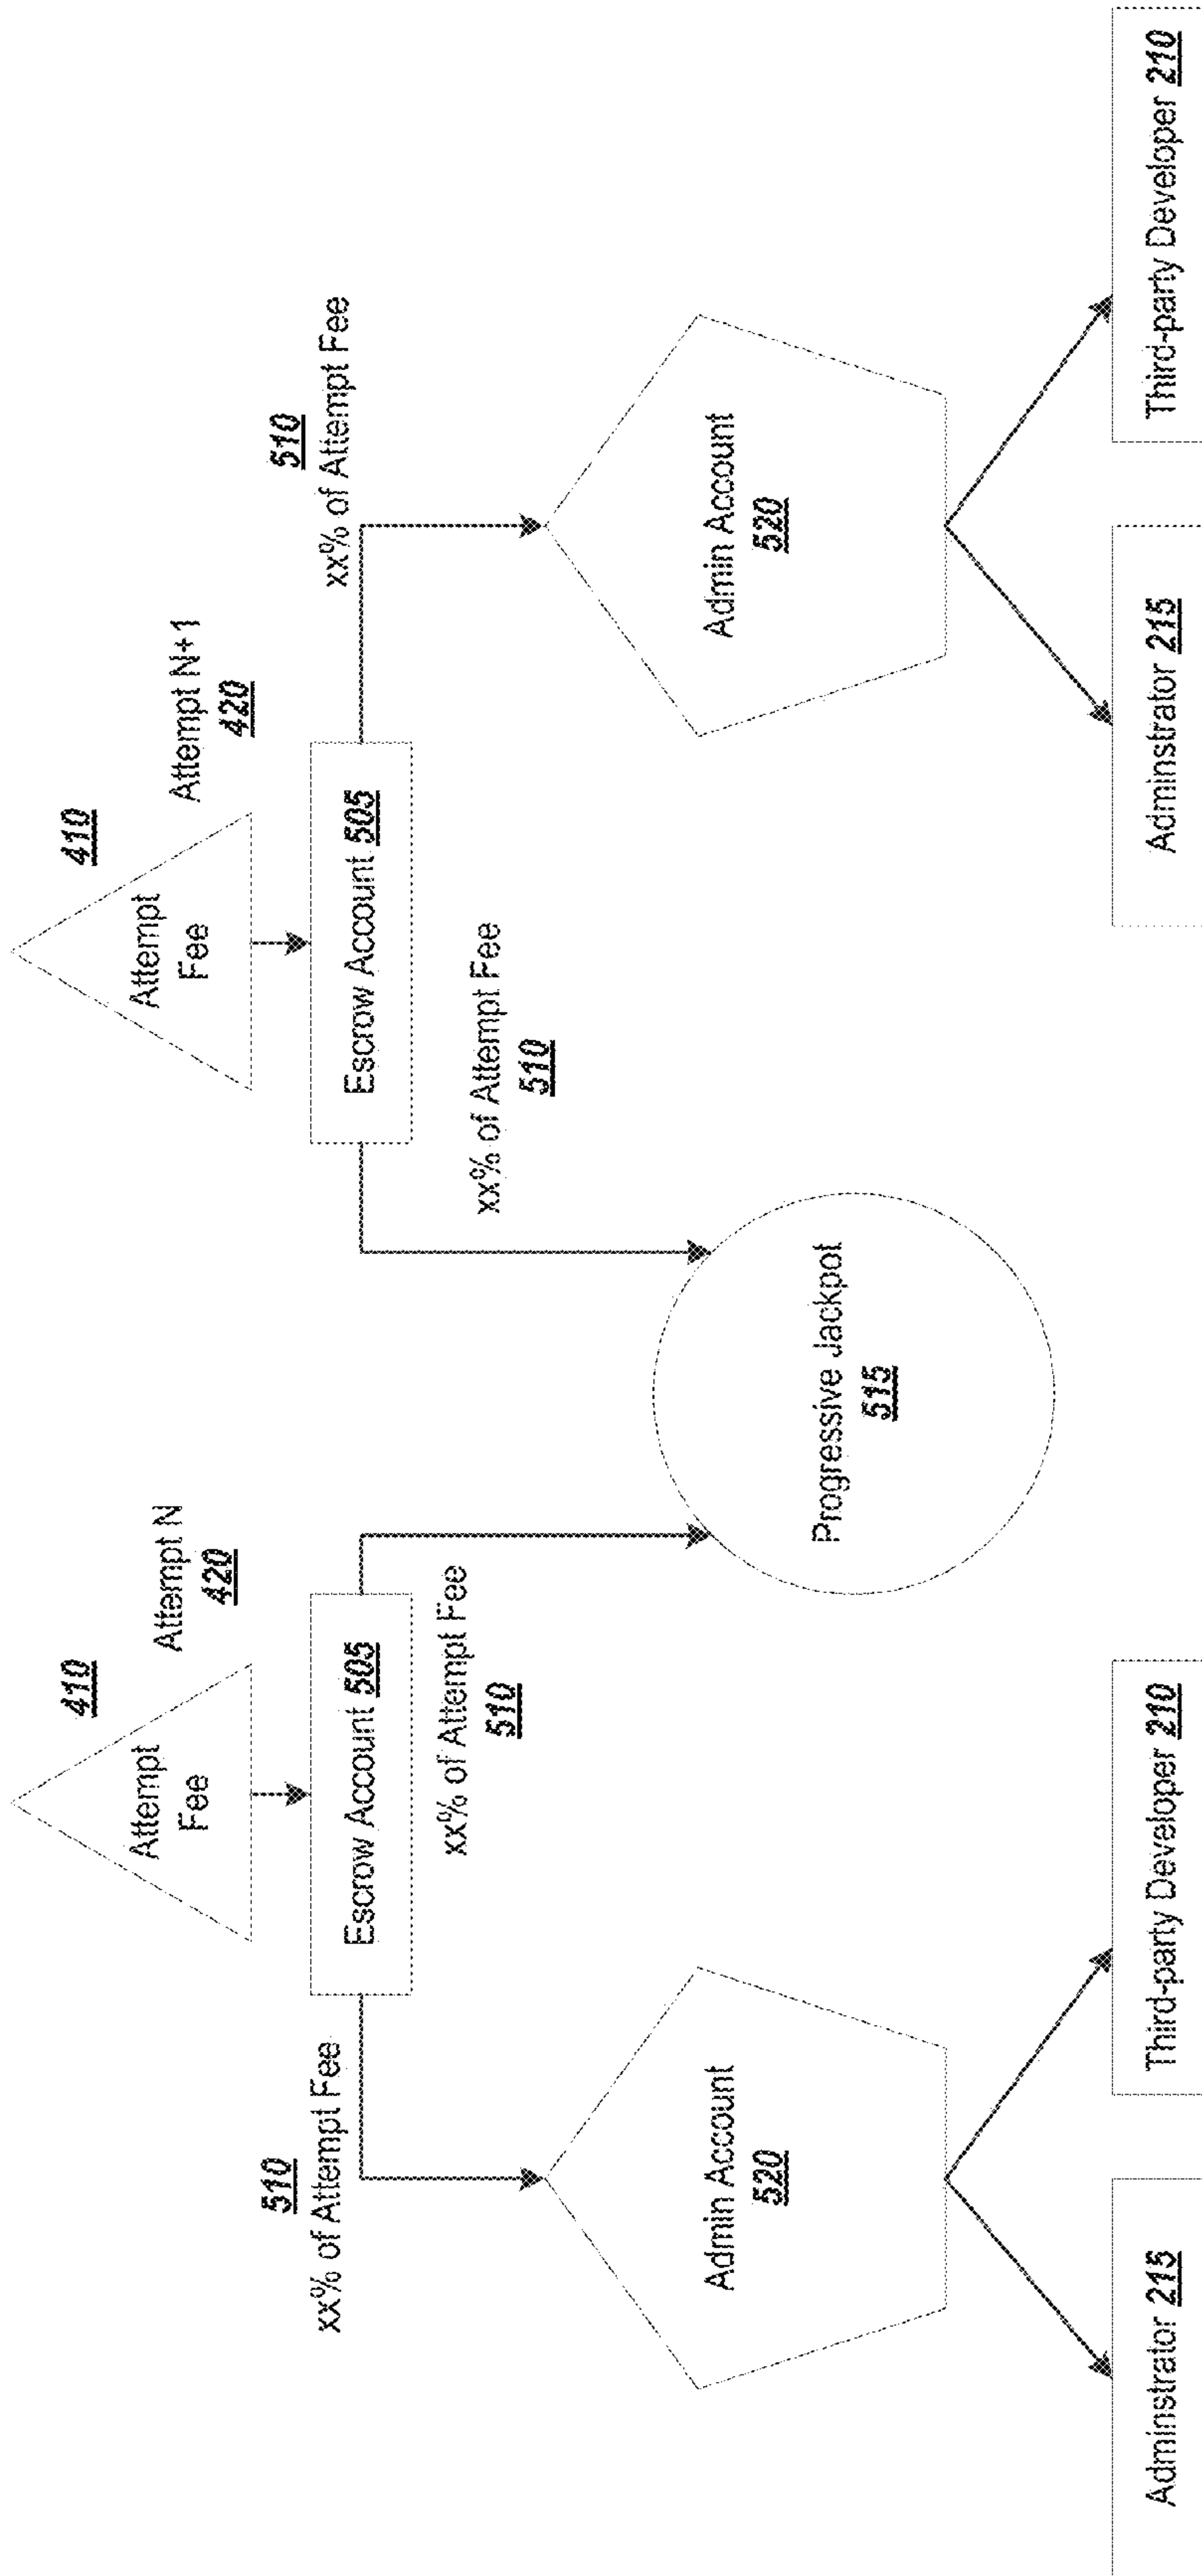 410
Attempt
Fee
Attempt N
420
Escrow Account 505
510
xx% of Attempt Fee
xx% of Attempt Fee
510
Admin Account
520
Adminstrator 215
Third-party Developer 210
Progressive Jackpot
515
410
Attempt
Fee
Attempt N+1
420
Escrow Account 505
xx% of Attempt Fee
510
510
xx% of Attempt Fee
Admin Account
520
Adminstrator 215
Third-party Developer 210